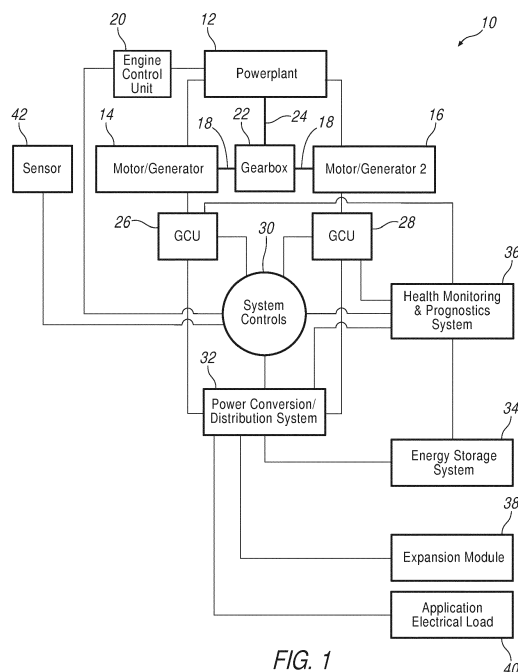 10
20
12
Engine
Control
Unit
Powerplant
42
14
22
24
16
18
18
Sensor
Motor/Generator
Gearbox
Motor/Generator 2
26
GCU
30
GCU
28
36
System
Controls
Health Monitoring
& Prognostics
System
32
Power Conversion/
Distribution System
34
Energy Storage
System
38
Expansion Module
Application
Electrical Load
40
FIG. 1